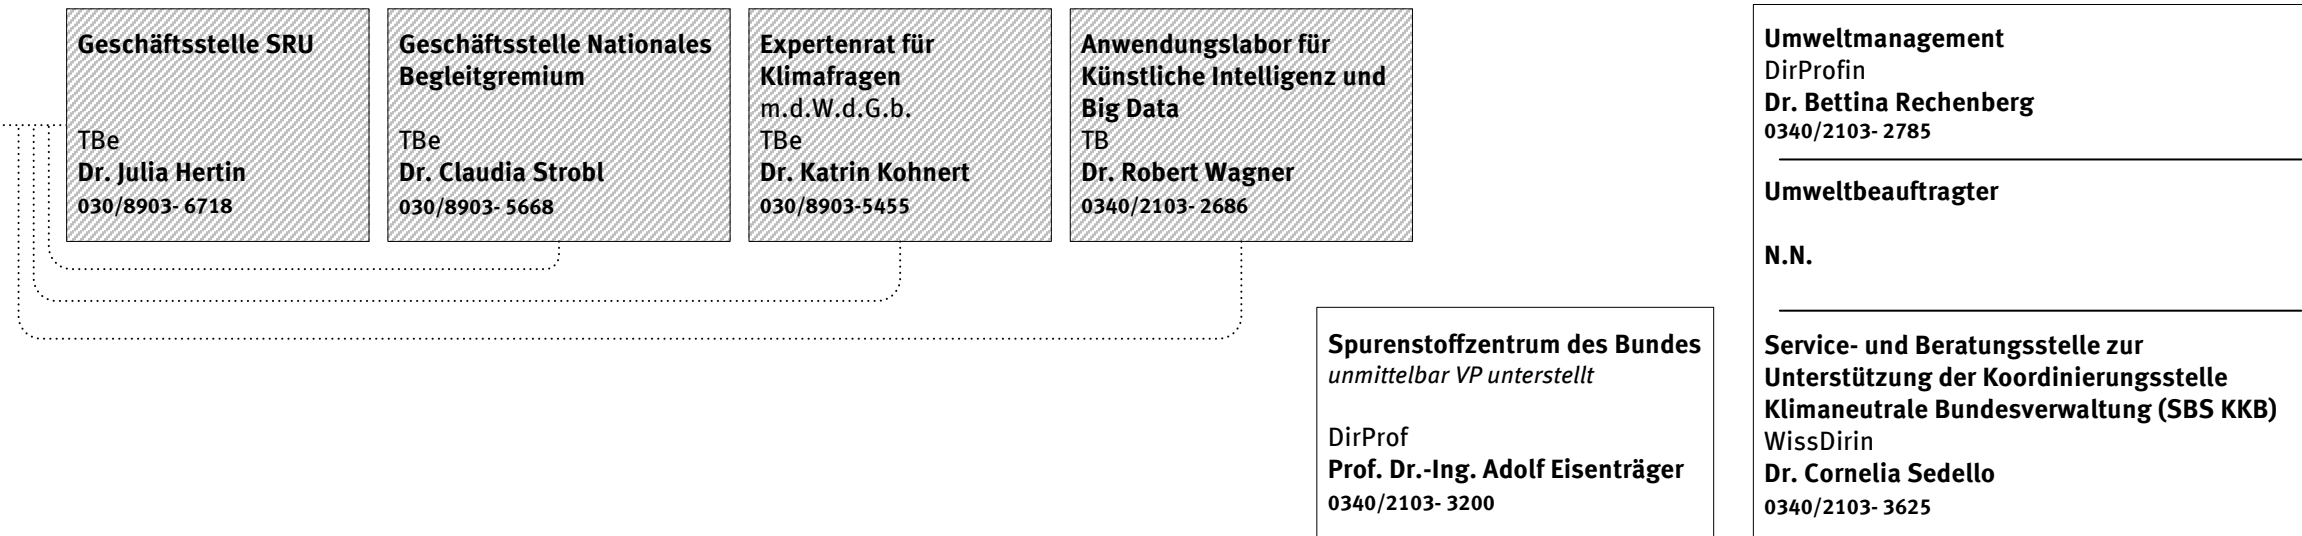 Geschäftsstelle SRU
TBe
Dr. Julia Hertin
030/8903- 6718
Geschäftsstelle Nationales
Begleitgremium
TBe
Dr. Claudia Strobl
030/8903- 5668
Expertenrat für
Klimafragen
m.d.W.d.G.b.
TBe
Dr. Katrin Kohnert
030/8903-5455
Anwendungslabor für
Künstliche Intelligenz und
Big Data
TB
Dr. Robert Wagner
0340/2103- 2686
Spurenstoffzentrum des Bundes
unmittelbar VP unterstellt
DirProf
Prof. Dr.-Ing. Adolf Eisenträger
0340/2103- 3200
Umweltmanagement
DirProfin
Dr. Bettina Rechenberg
0340/2103- 2785
Umweltbeauftragter
N.N.
Service- und Beratungsstelle zur
Unterstützung der Koordinierungsstelle
Klimaneutrale Bundesverwaltung (SBS KKB)
WissDirin
Dr. Cornelia Sedello
0340/2103- 3625